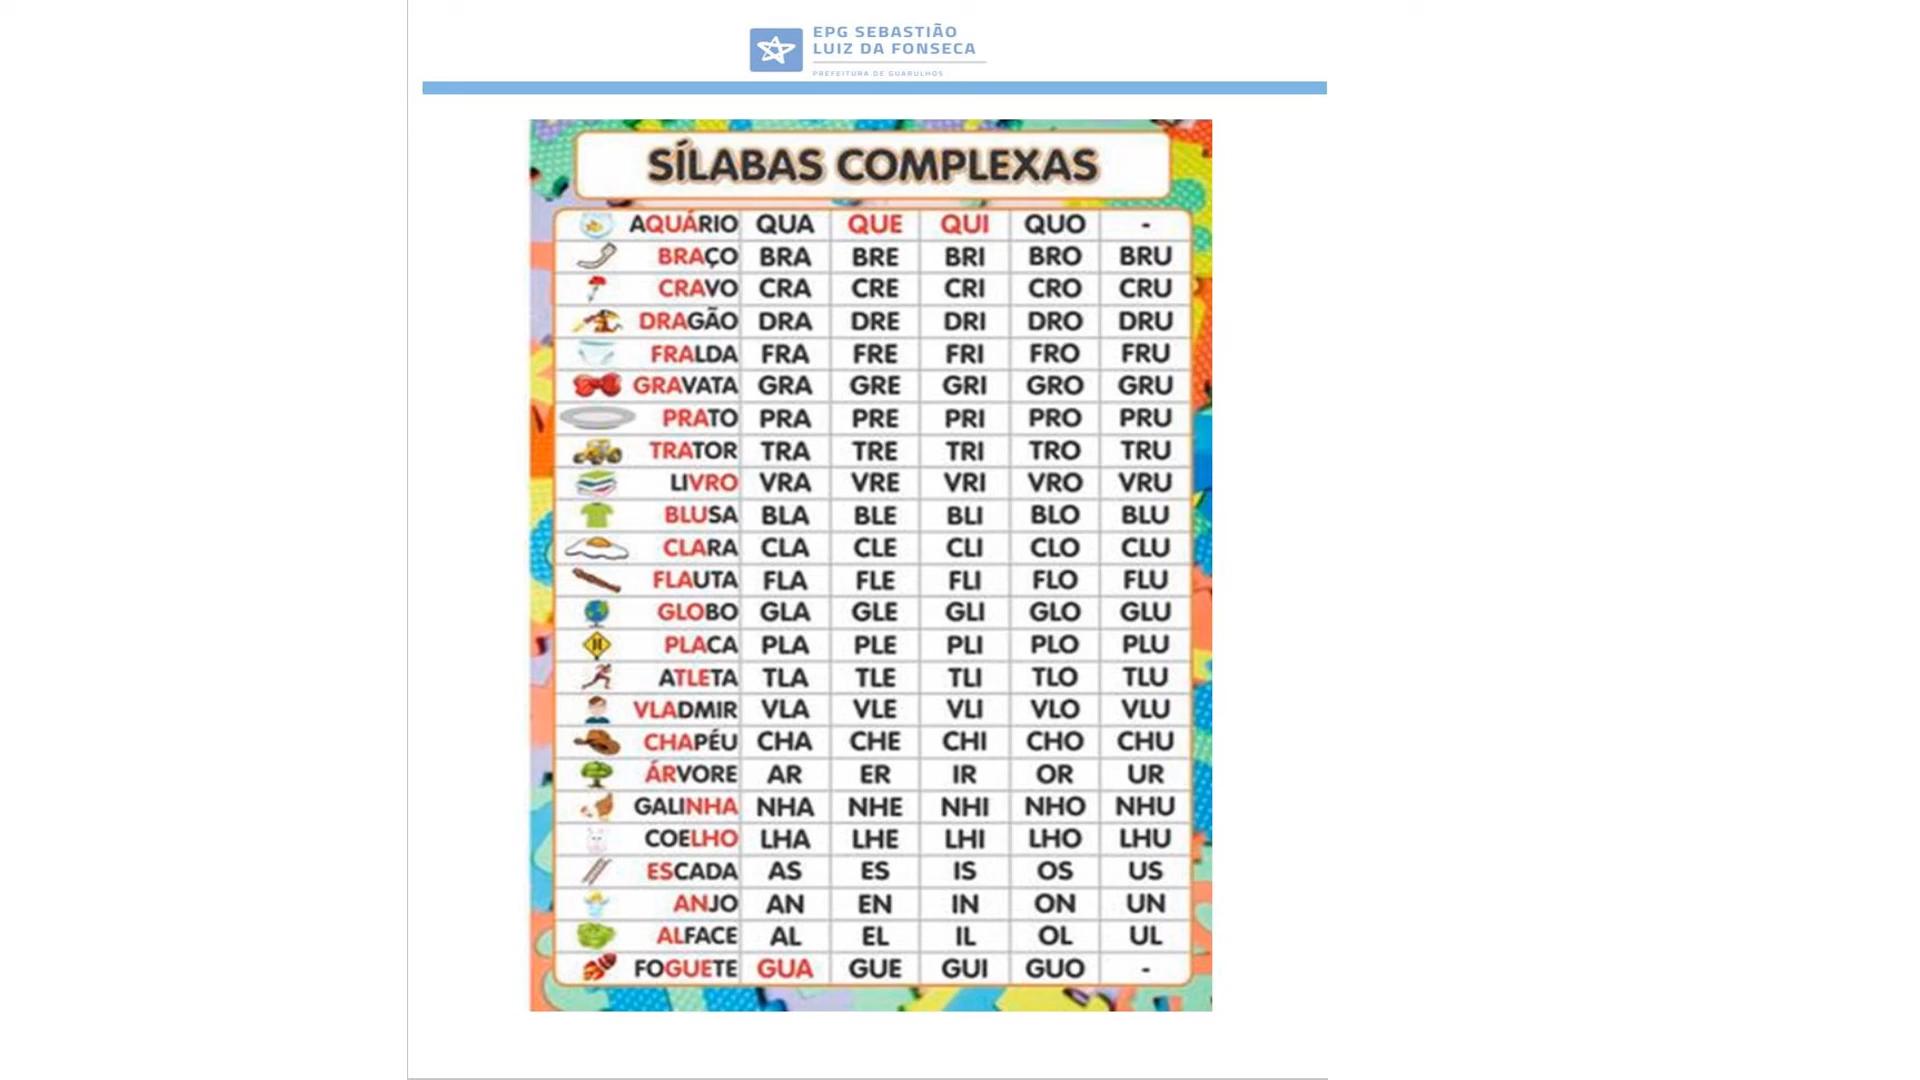 EPG SEBASTIÃO
LUIZ DA FONSECA
PREFEITURA DE GUARULHOS
SÍLABAS COMPLEXAS
AQUÁRIO QUA QUE QUI QUO -
BRAÇO BRA BRE BRI BRO BRU
CRAVO CRA CRE CRI CRO CRU
DRAGÃO DRA DRE DRI DRO DRU
FRALDA FRA FRE FRI FRO FRU
GRAVATA GRA GRE GRI GRO GRU
PRATO PRA PRE PRI PRO PRU
TRATOR TRA TRE TRI TRO TRU
LIVRO VRA VRE VRI VRO VRU
BLUSA BLA BLE BLI BLO BLU
CLARA CLA CLE CLI CLO CLU
FLAUTA FLA FLE FLI FLO FLU
GLOBO GLA GLE GLI GLO GLU
PLACA PLA PLE PLI PLO PLU
ATLETA TLA TLE TLI TLO TLU
VLADMIR VLA VLE VLI VLO VLU
CHAPÉU CHA CHE CHI CHO CHU
ÁRVORE AR ER IR OR UR
GALINHA NHA NHE NHI NHO NHU
COELHO LHA LHE LHI LHO LHU
ESCADA AS ES IS OS US
ANJO AN EN IN ON UN
ALFACE AL EL IL OL UL
FOGUETE GUA GUE GUI GUO -